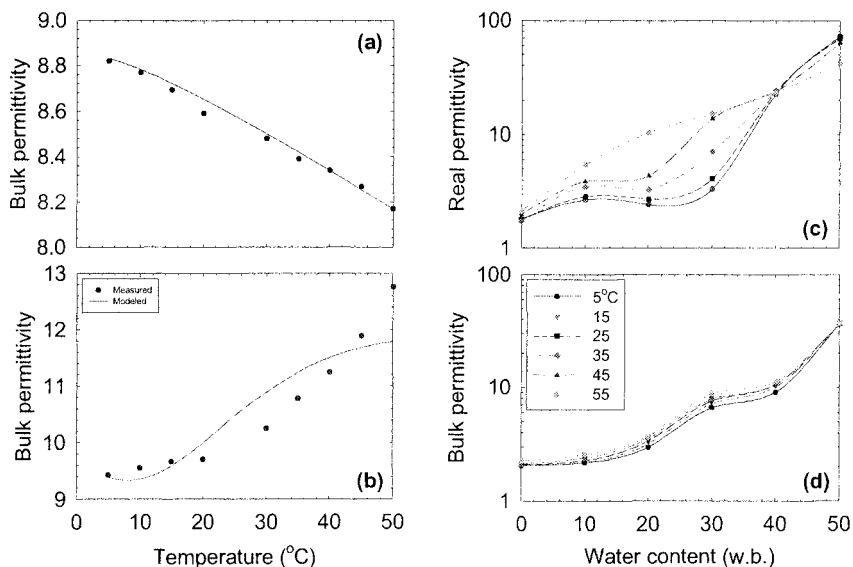 9.0
8.8
8.6
8.4
8.2
8.0
Bulk permittivity
(a)
13
12
11
10
9
Bulk permittivity
Measured
Modeled
(b)
0
10
20
30
40
50
Temperature (°C)
100
10
1
Real permittivity
(c)
100
10
1
Bulk permittivity
5°C
15
25
35
45
55
(d)
0
10
20
30
40
50
Water content (w.b.)